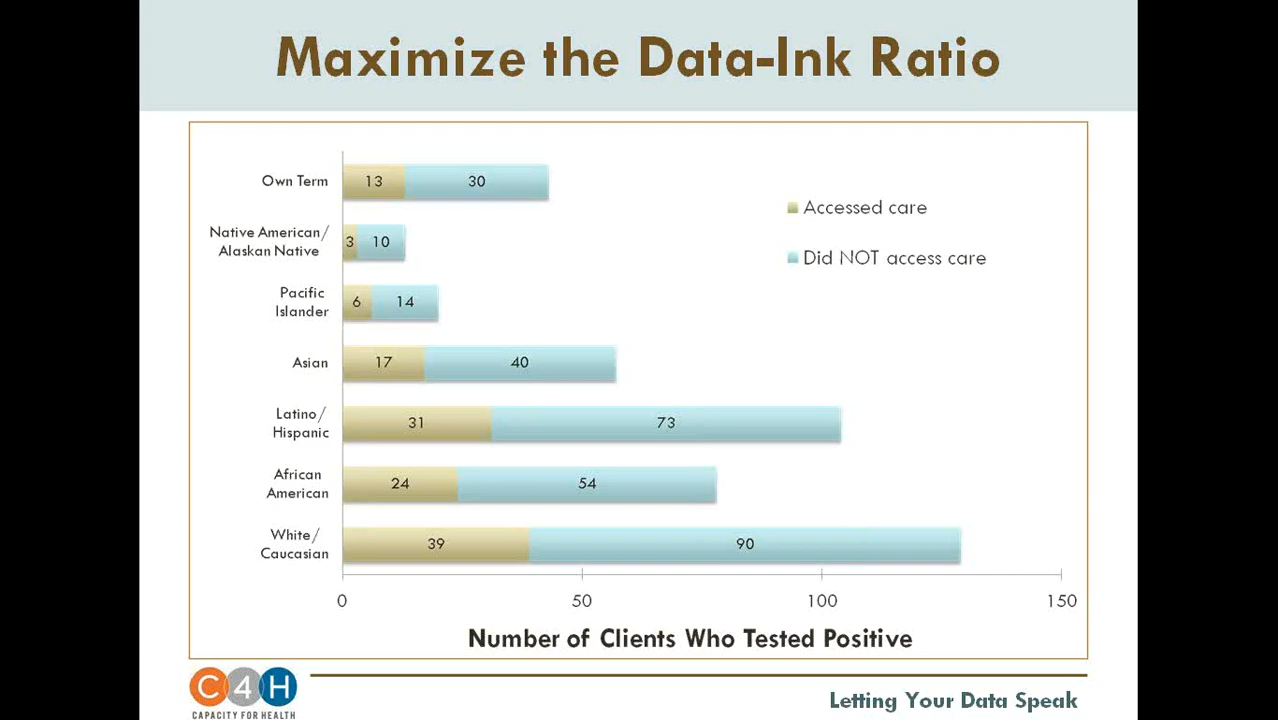 Maximize the Data-Ink Ratio
Own Term
13
30
Accessed care
Native American/
Alaskan Native
3
10
Did NOT access care
Pacific
Islander
6
14
Asian
17
40
Latino/
Hispanic
31
73
African
American
24
54
White/
Caucasian
39
90
0
50
100
150
Number of Clients Who Tested Positive
C4H
CAPACITY FOR HEALTH
Letting Your Data Speak